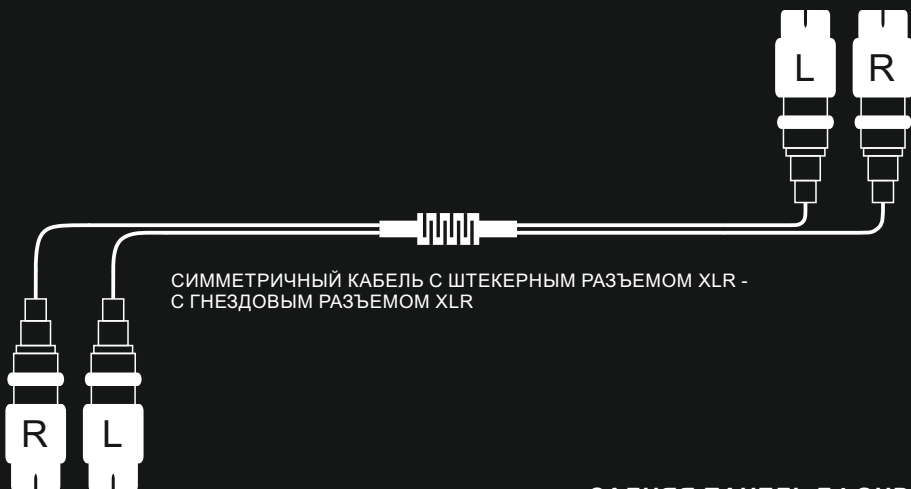 L R
СИММЕТРИЧНЫЙ КАБЕЛЬ С ШТЕКЕРНЫМ РАЗЪЕМОМ XLR -
С ГНЕЗДОВЫМ РАЗЪЕМОМ XLR
R L